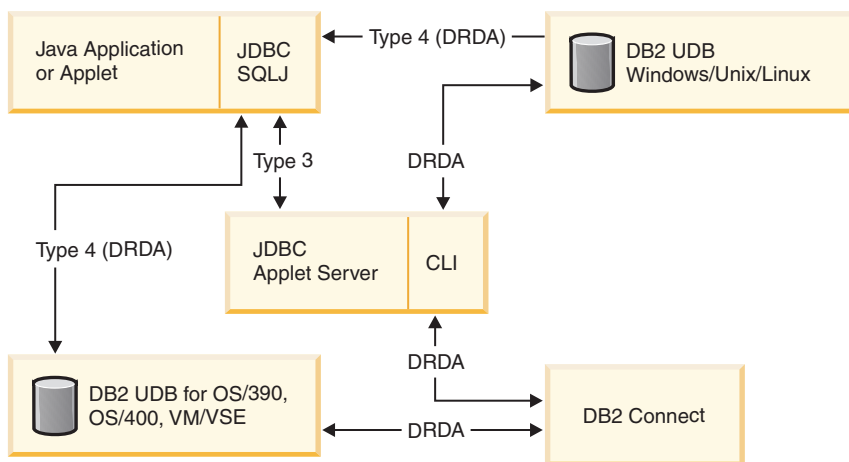 Java Application
or Applet
JDBC
SQLJ
Type 4 (DRDA)
DB2 UDB
Windows/Unix/Linux
Type 3
DRDA
Type 4 (DRDA)
JDBC
Applet Server
CLI
DRDA
DB2 UDB for OS/390,
OS/400, VM/VSE
DRDA
DB2 Connect